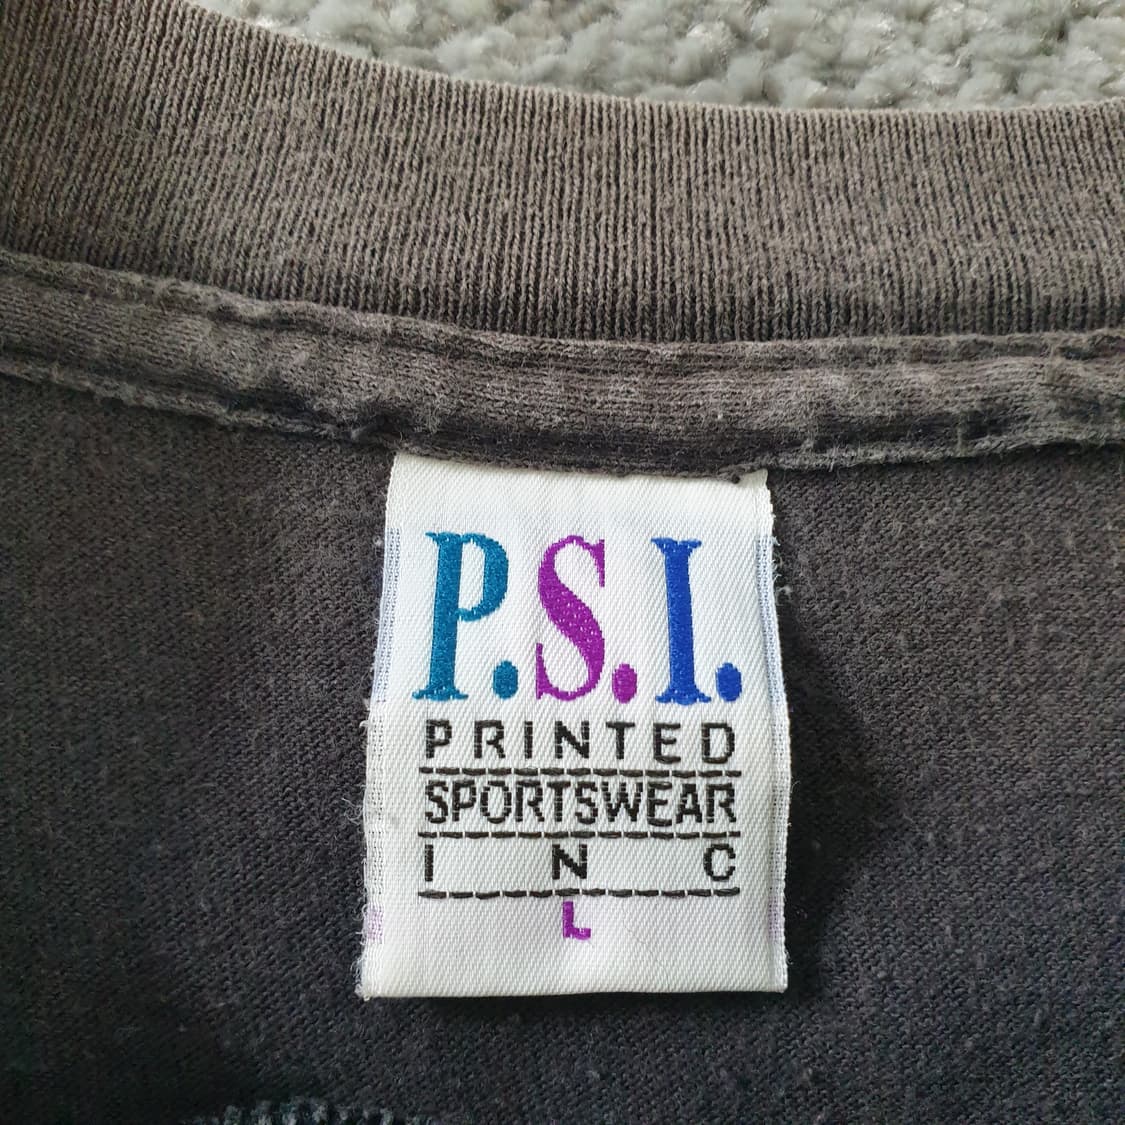 P.S.I.
PRINTED
SPORTSWEAR
INC
L